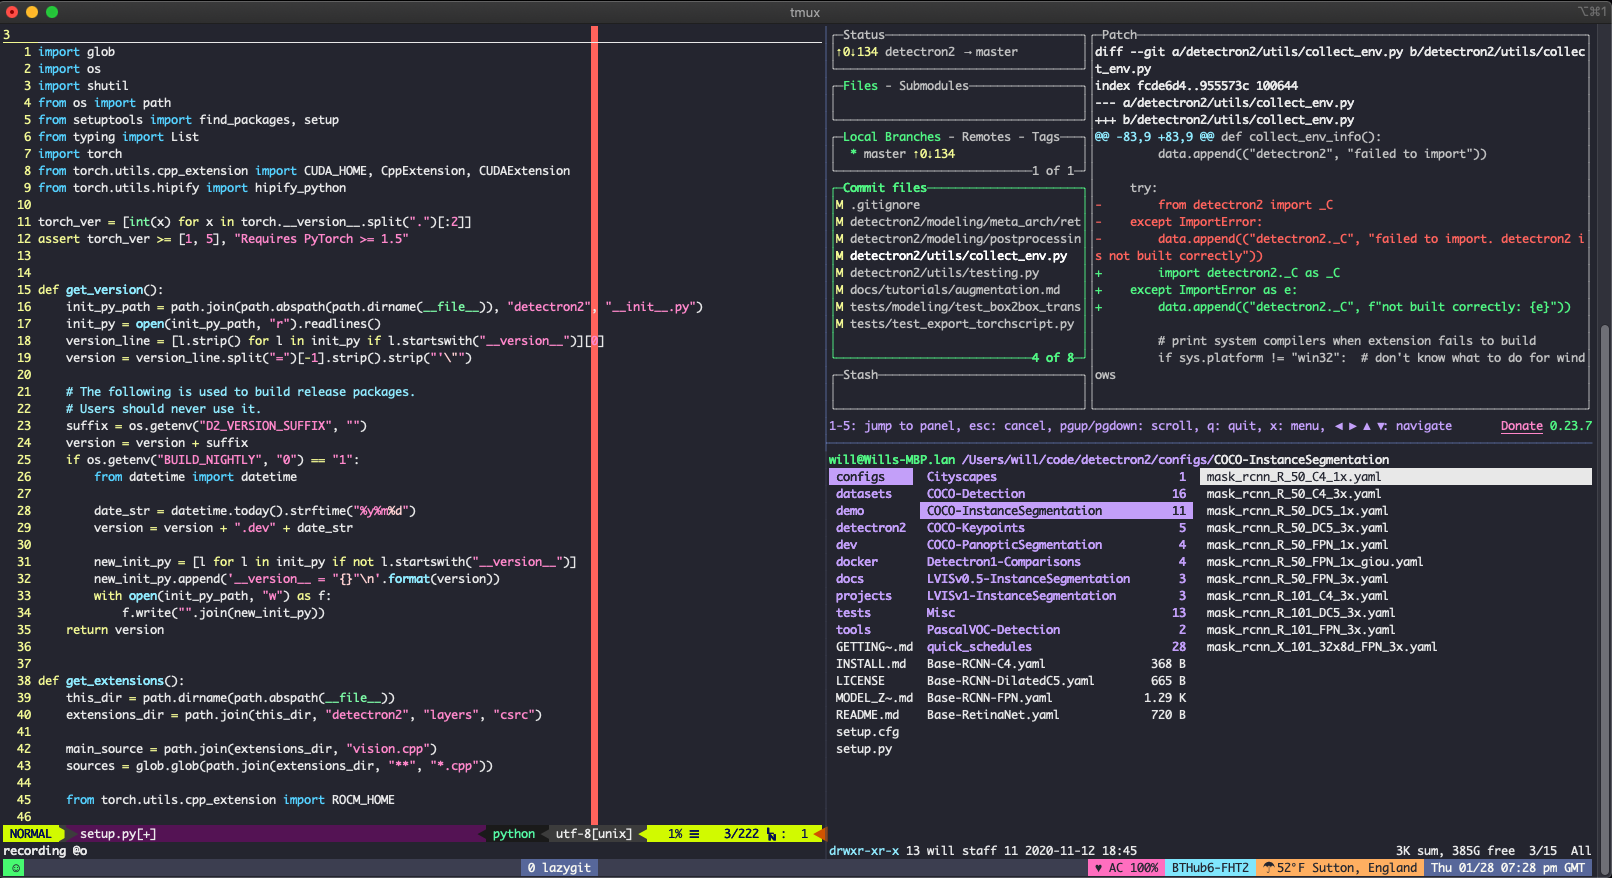 tmux
⌥⌘1
3
1 import glob
2 import os
3 import shutil
4 from os import path
5 from setuptools import find_packages, setup
6 from typing import List
7 import torch
8 from torch.utils.cpp_extension import CUDA_HOME, CppExtension, CUDAExtension
9 from torch.utils.hipify import hipify_python
10
11 torch_ver = [int(x) for x in torch.__version__.split(".")[:2]]
12 assert torch_ver >= [1, 5], "Requires PyTorch >= 1.5"
13
14
15 def get_version():
16     init_py_path = path.join(path.abspath(path.dirname(__file__)), "detectron2", "__init__.py")
17     init_py = open(init_py_path, "r").readlines()
18     version_line = [l.strip() for l in init_py if l.startswith("__version__")][0]
19     version = version_line.split("=")[-1].strip().strip("'\"")
20
21     # The following is used to build release packages.
22     # Users should never use it.
23     suffix = os.getenv("D2_VERSION_SUFFIX", "")
24     version = version + suffix
25     if os.getenv("BUILD_NIGHTLY", "0") == "1":
26         from datetime import datetime
27
28         date_str = datetime.today().strftime("%y%m%d")
29         version = version + ".dev" + date_str
30
31         new_init_py = [l for l in init_py if not l.startswith("__version__")]
32         new_init_py.append('__version__ = "{}"\n'.format(version))
33         with open(init_py_path, "w") as f:
34             f.write("".join(new_init_py))
35     return version
36
37
38 def get_extensions():
39     this_dir = path.dirname(path.abspath(__file__))
40     extensions_dir = path.join(this_dir, "detectron2", "layers", "csrc")
41
42     main_source = path.join(extensions_dir, "vision.cpp")
43     sources = glob.glob(path.join(extensions_dir, "**", "*.cpp"))
44
45     from torch.utils.cpp_extension import ROCM_HOME
46
NORMAL setup.py[+] python utf-8[unix] 1% ☰ 3/222 : 1
recording @o
Status
↑0↓134 detectron2 → master
Files - Submodules
Local Branches - Remotes - Tags
* master ↑0↓134
1 of 1
Commit files
M .gitignore
M detectron2/modeling/meta_arch/ret
M detectron2/modeling/postprocessin
M detectron2/utils/collect_env.py
M detectron2/utils/testing.py
M docs/tutorials/augmentation.md
M tests/modeling/test_box2box_trans
M tests/test_export_torchscript.py
4 of 8
Stash
Patch
diff --git a/detectron2/utils/collect_env.py b/detectron2/utils/collec
t_env.py
index fcde6d4..955573c 100644
--- a/detectron2/utils/collect_env.py
+++ b/detectron2/utils/collect_env.py
@@ -83,9 +83,9 @@ def collect_env_info():
         data.append(("detectron2", "failed to import"))

     try:
-        from detectron2 import _C
-    except ImportError:
-        data.append(("detectron2._C", "failed to import. detectron2 i
s not built correctly"))
+        import detectron2._C as _C
+    except ImportError as e:
+        data.append(("detectron2._C", f"not built correctly: {e}"))

         # print system compilers when extension fails to build
         if sys.platform != "win32":  # don't know what to do for wind
ows
1-5: jump to panel, esc: cancel, pgup/pgdown: scroll, q: quit, x: menu, ◄ ► ▲ ▼: navigate Donate 0.23.7
will@Wills-MBP.lan /Users/will/code/detectron2/configs/COCO-InstanceSegmentation
configs Cityscapes 1 mask_rcnn_R_50_C4_1x.yaml
datasets COCO-Detection 16 mask_rcnn_R_50_C4_3x.yaml
demo COCO-InstanceSegmentation 11 mask_rcnn_R_50_DC5_1x.yaml
detectron2 COCO-Keypoints 5 mask_rcnn_R_50_DC5_3x.yaml
dev COCO-PanopticSegmentation 4 mask_rcnn_R_50_FPN_1x.yaml
docker Detectron1-Comparisons 4 mask_rcnn_R_50_FPN_1x_giou.yaml
docs LVISv0.5-InstanceSegmentation 3 mask_rcnn_R_50_FPN_3x.yaml
projects LVISv1-InstanceSegmentation 3 mask_rcnn_R_101_C4_3x.yaml
tests Misc 13 mask_rcnn_R_101_DC5_3x.yaml
tools PascalVOC-Detection 2 mask_rcnn_R_101_FPN_3x.yaml
GETTING~.md quick_schedules 28 mask_rcnn_X_101_32x8d_FPN_3x.yaml
INSTALL.md Base-RCNN-C4.yaml 368 B
LICENSE Base-RCNN-DilatedC5.yaml 665 B
MODEL_Z~.md Base-RCNN-FPN.yaml 1.29 K
README.md Base-RetinaNet.yaml 720 B
setup.cfg
setup.py
drwxr-xr-x 13 will staff 11 2020-11-12 18:45 3K sum, 385G free 3/15 All
☺ 0 lazygit ♥ AC 100% BTHub6-FHT2 ☂ 52°F Sutton, England Thu 01/28 07:28 pm GMT